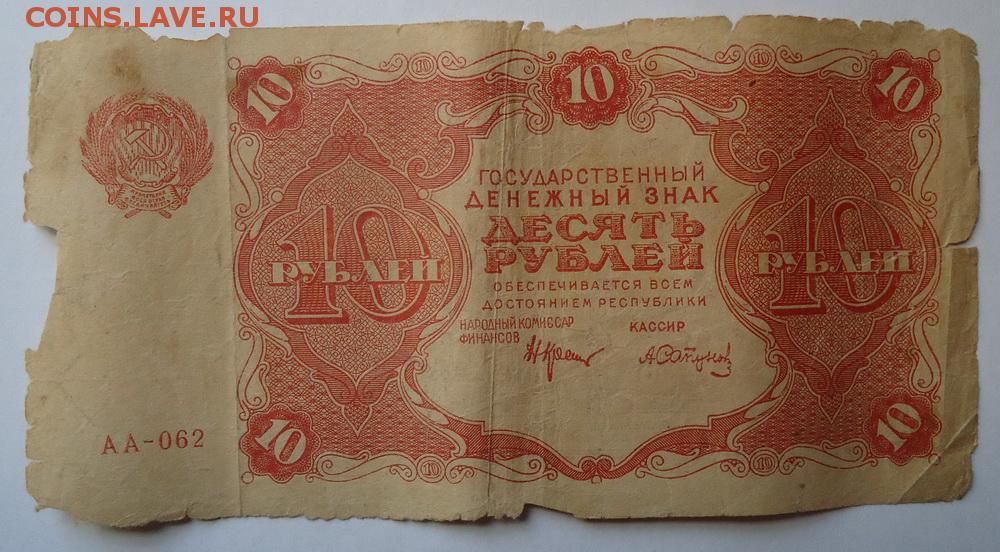 COINS.LAVE.RU
10
10
10
ГОСУДАРСТВЕННЫЙ
ДЕНЕЖНЫЙ ЗНАК
ДЕСЯТЬ
РУБЛЕЙ
10
РУБЛЕЙ
10
РУБЛЕЙ
ОБЕСПЕЧИВАЕТСЯ ВСЕМ
ДОСТОЯНИЕМ РЕСПУБЛИКИ
НАРОДНЫЙ КОМИССАР
ФИНАНСОВ
КАССИР
А Сапунов
АА-062
10
10